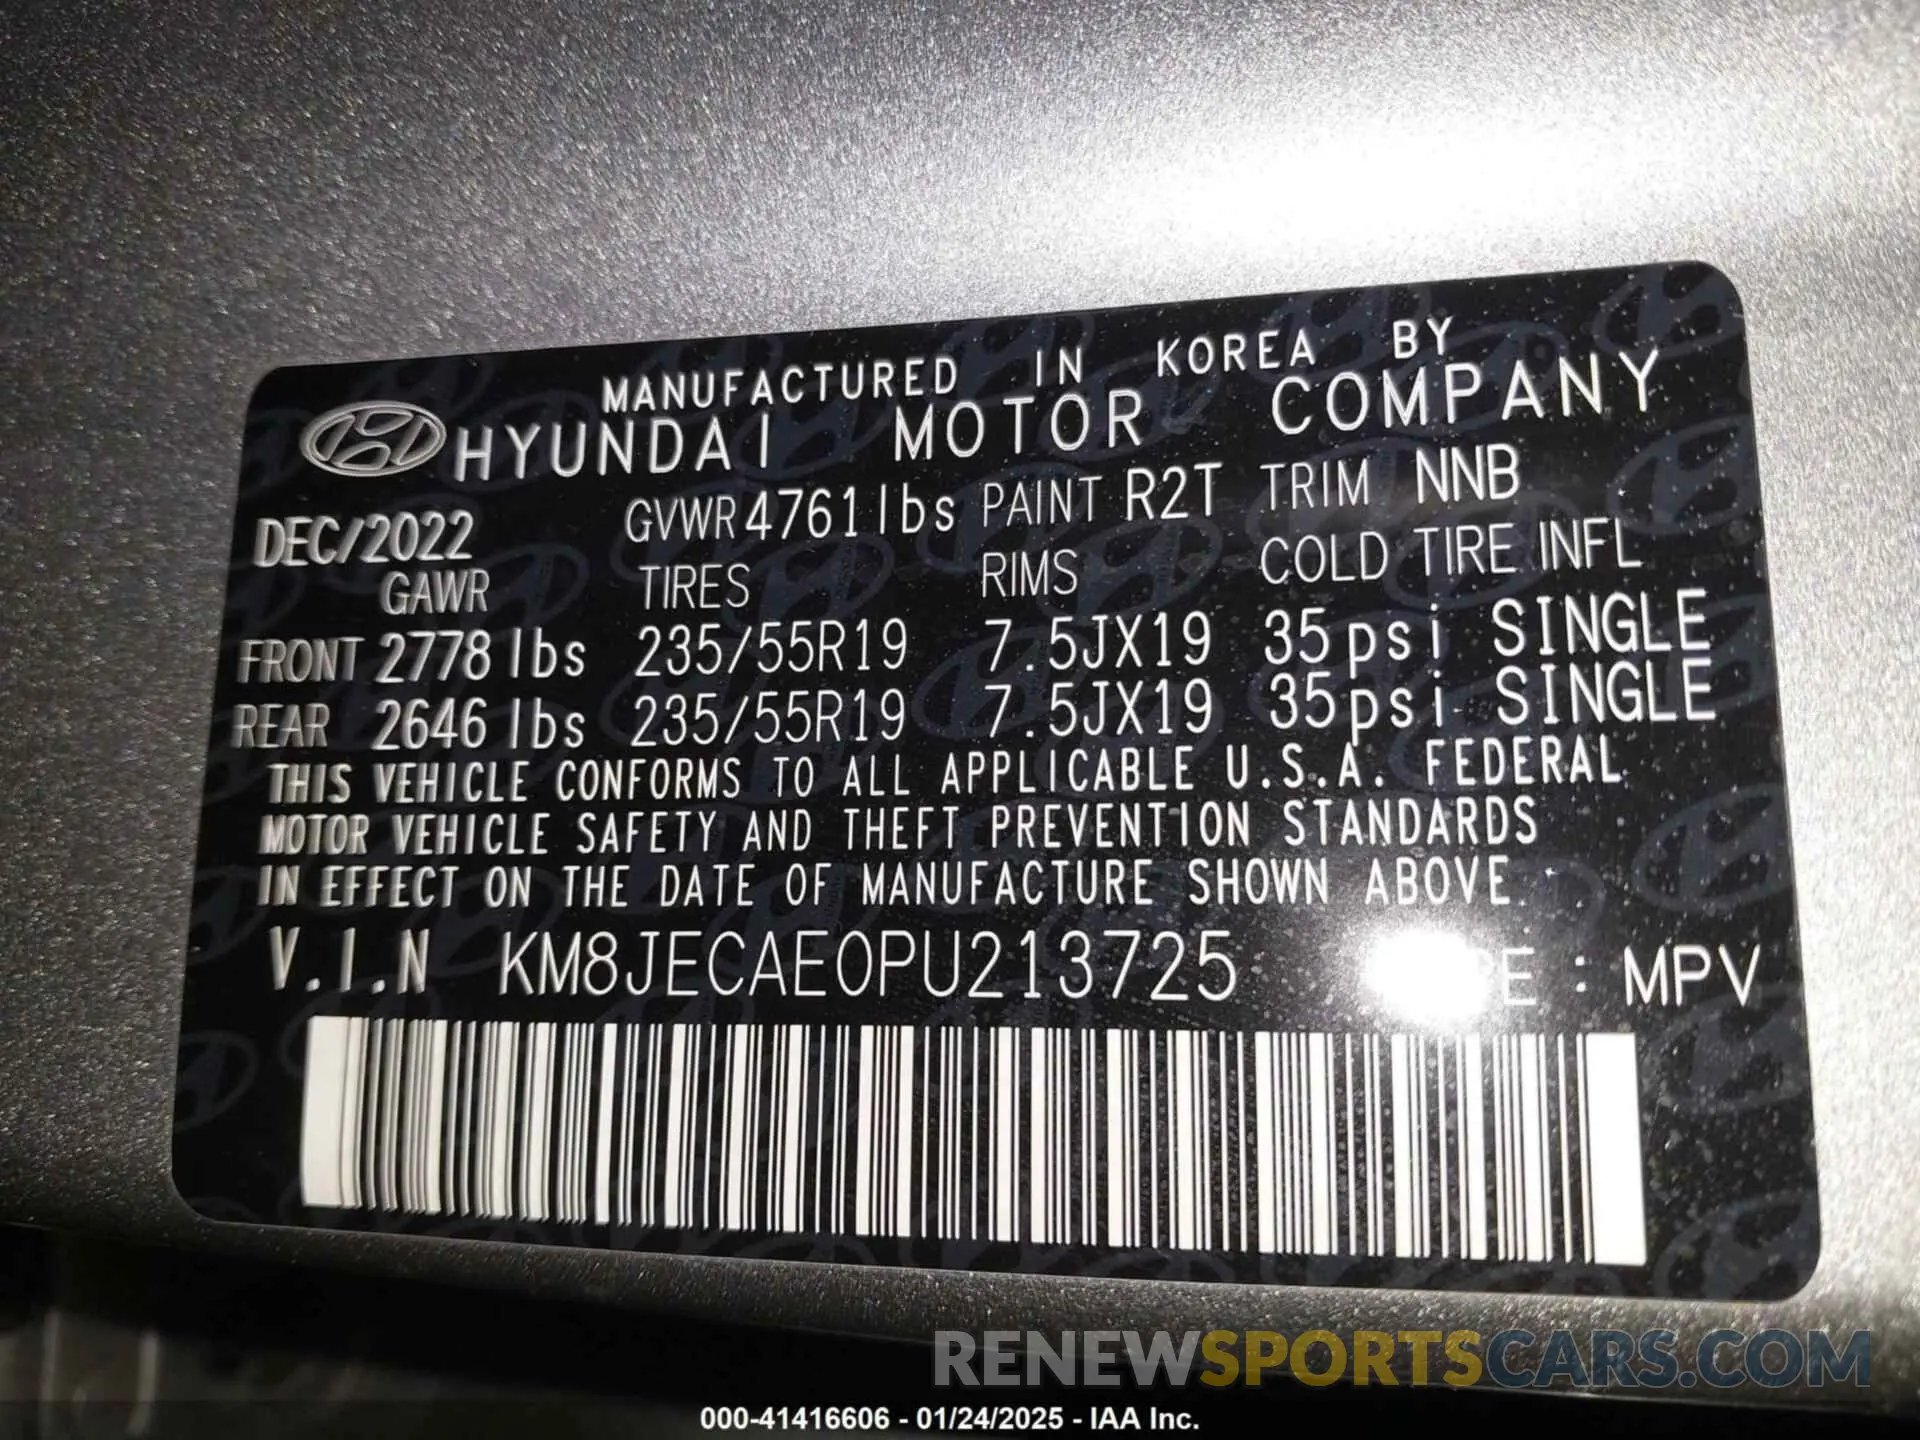 MANUFACTURED IN KOREA BY
HYUNDAI MOTOR COMPANY
DEC/2022 GVWR 4761lbs PAINT R2T TRIM NNB
GAWR TIRES RIMS COLD TIRE INFL
FRONT 2778 lbs 235/55R19 7.5JX19 35psi SINGLE
REAR 2646 lbs 235/55R19 7.5JX19 35psi SINGLE
THIS VEHICLE CONFORMS TO ALL APPLICABLE U.S.A. FEDERAL
MOTOR VEHICLE SAFETY AND THEFT PREVENTION STANDARDS
IN EFFECT ON THE DATE OF MANUFACTURE SHOWN ABOVE.
V.I.N KM8JECAE0PU213725 : MPV
RENEWSPORTSCARS.COM
000-41416606 - 01/24/2025 - IAA Inc.